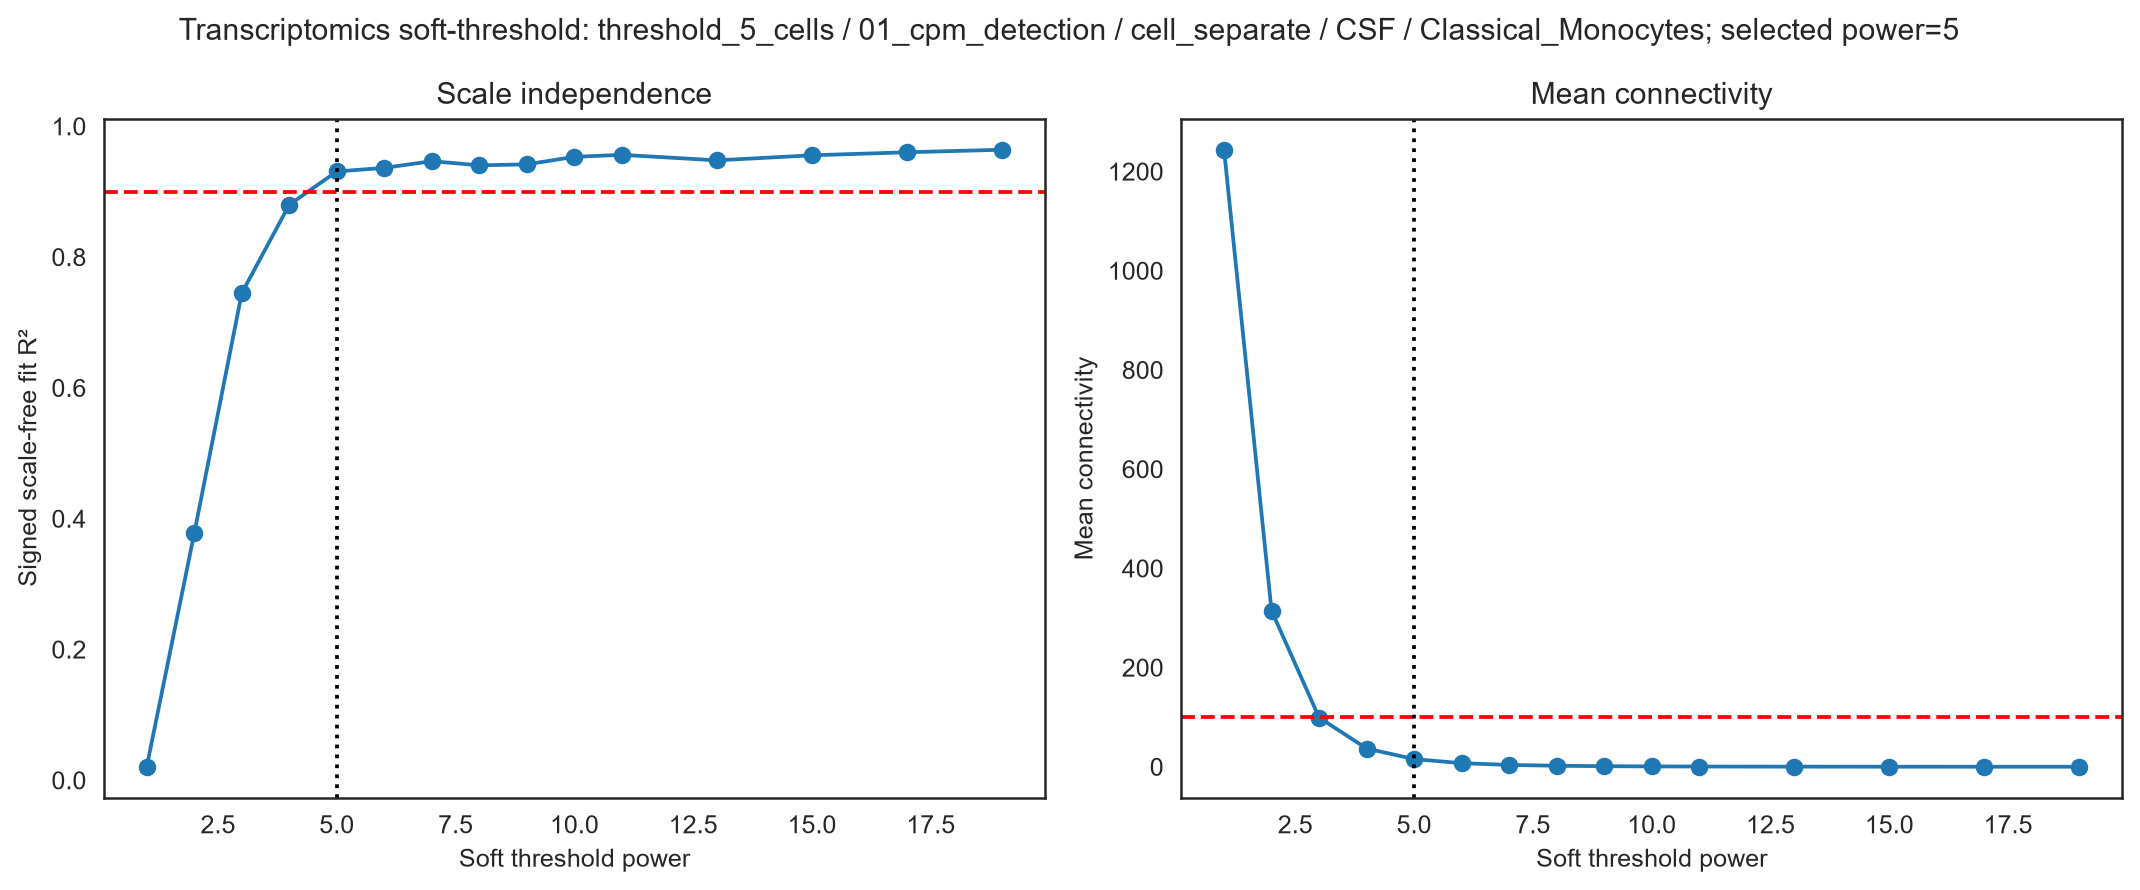 Transcriptomics soft-threshold: threshold_5_cells / 01_cpm_detection / cell_separate / CSF / Classical_Monocytes; selected power=5
Scale independence
1.0
0.8
0.6
0.4
0.2
0.0
Signed scale-free fit R²
2.5 5.0 7.5 10.0 12.5 15.0 17.5
Soft threshold power
Mean connectivity
1200
1000
800
600
400
200
0
Mean connectivity
2.5 5.0 7.5 10.0 12.5 15.0 17.5
Soft threshold power